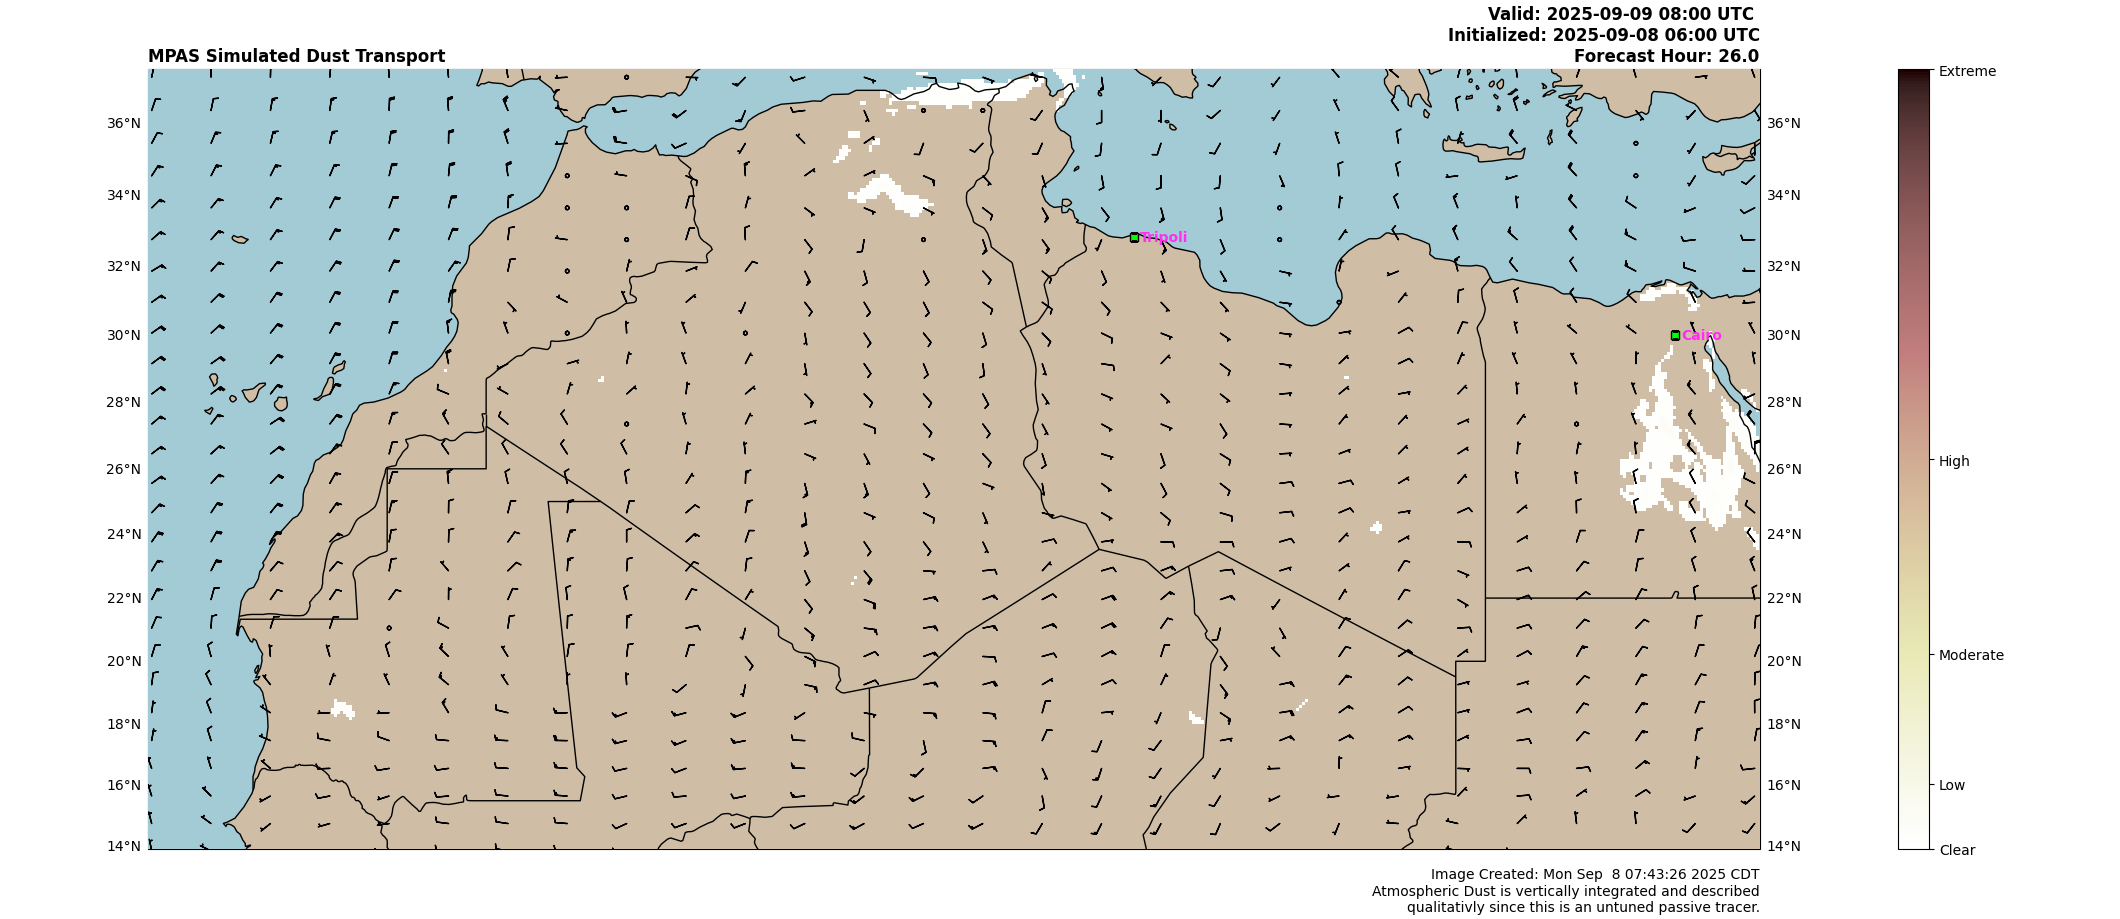 Valid: 2025-09-09 08:00 UTC
Initialized: 2025-09-08 06:00 UTC
MPAS Simulated Dust Transport
Forecast Hour: 26.0
Extreme
36°N
36°N
34°N
34°N
Tripoli
32°N
32°N
30°N
Cairo
30°N
28°N
28°N
26°N
26°N
High
24°N
24°N
22°N
22°N
20°N
20°N
Moderate
18°N
18°N
16°N
16°N
Low
14°N
14°N
Clear
Image Created: Mon Sep  8 07:43:26 2025 CDT
Atmospheric Dust is vertically integrated and described
qualitativly since this is an untuned passive tracer.